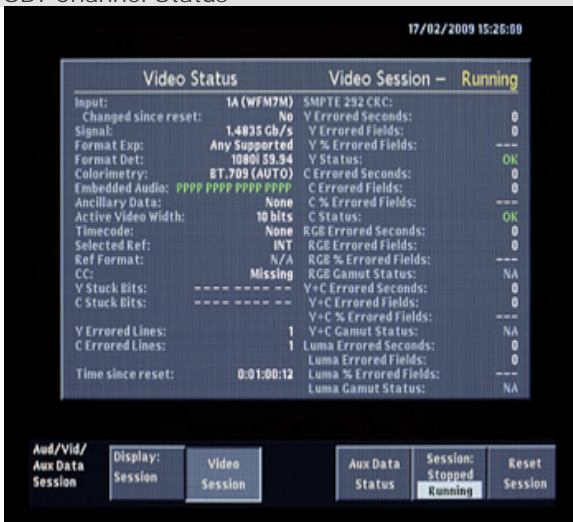 SDI Channel Status
17/02/2009 15:26:69
Video Status
Input: 1A (WFM7M)
Changed since reset: No
Signal: 1.4835 Gb/s
Format Exp: Any Supported
Format Det: 1080i 59.94
Colorimetry: BT.709 (AUTO)
Embedded Audio: PPPP PPPP PPPP PPPP
Ancillary Data: None
Active Video Width: 10 bits
Timecode: None
Selected Ref: INT
Ref Format: N/A
CC: Missing
Y Stuck Bits: -- -- -- -- -- -- -- -- -- --
C Stuck Bits: -- -- -- -- -- -- -- -- -- --
Y Errored Lines: 1
C Errored Lines: 1
Time since reset: 0:01:00:12
Video Session – Running
SMPTE 292 CRC:
Y Errored Seconds: 0
Y Errored Fields: 0
Y % Errored Fields: ---
Y Status: OK
C Errored Seconds: 0
C Errored Fields: 0
C % Errored Fields: ---
C Status: OK
RGB Errored Seconds: 0
RGB Errored Fields: 0
RGB % Errored Fields: ---
RGB Gamut Status: NA
Y+C Errored Seconds: 0
Y+C Errored Fields: 0
Y+C % Errored Fields: ---
Y+C Gamut Status: NA
Luma Errored Seconds: 0
Luma Errored Fields: 0
Luma % Errored Fields: ---
Luma Gamut Status: NA
Aud/Vid/
Aux Data
Session
Display:
Session
Video
Session
Aux Data
Status
Session:
Stopped
Running
Reset
Session